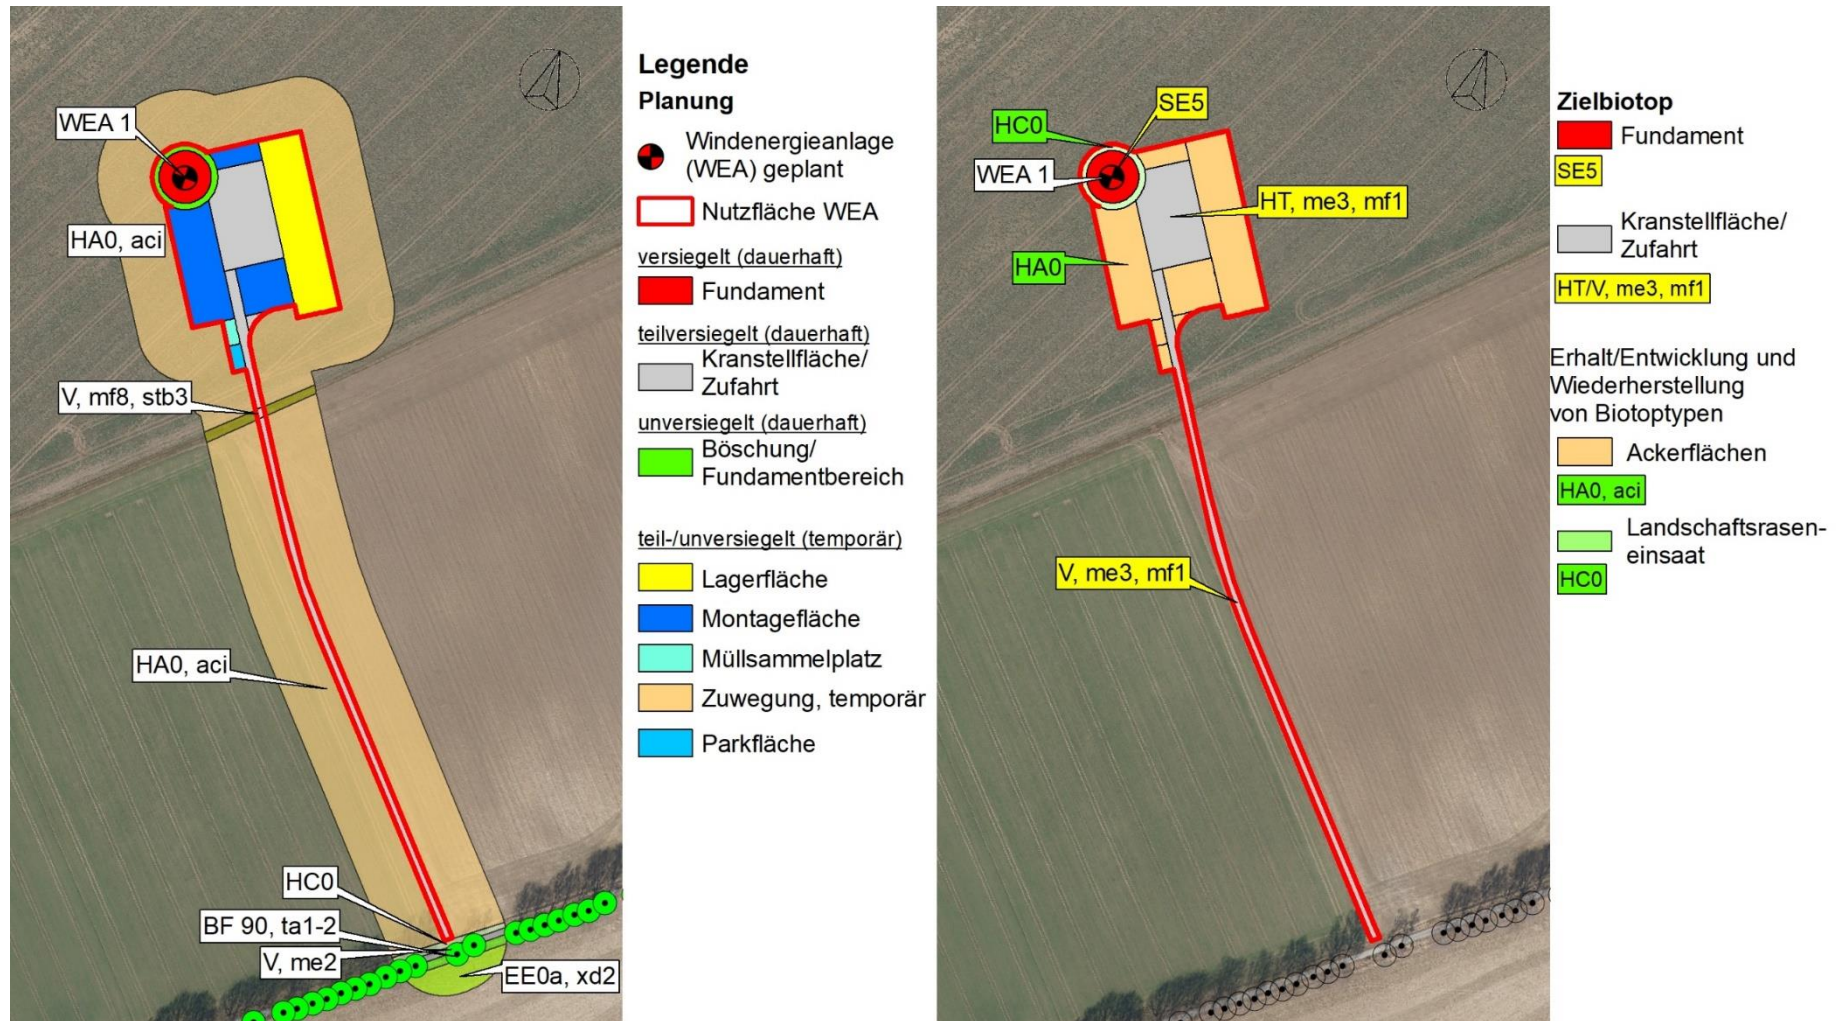 WEA 1
HA0, aci
V, mf8, stb3
HA0, aci
HC0
BF 90, ta1-2
V, me2
EE0a, xd2
Legende
Planung
Windenergieanlage
(WEA) geplant
Nutzfläche WEA
versiegelt (dauerhaft)
Fundament
teilversiegelt (dauerhaft)
Kranstellfläche/
Zufahrt
unversiegelt (dauerhaft)
Böschung/
Fundamentbereich
teil-/unversiegelt (temporär)
Lagerfläche
Montagefläche
Müllsammelplatz
Zuwegung, temporär
Parkfläche
SE5
HC0
WEA 1
HT, me3, mf1
HA0
V, me3, mf1
Zielbiotop
Fundament
SE5
Kranstellfläche/
Zufahrt
HT/V, me3, mf1
Erhalt/Entwicklung und
Wiederherstellung
von Biotoptypen
Ackerflächen
HA0, aci
Landschaftsrasen-
einsaat
HC0